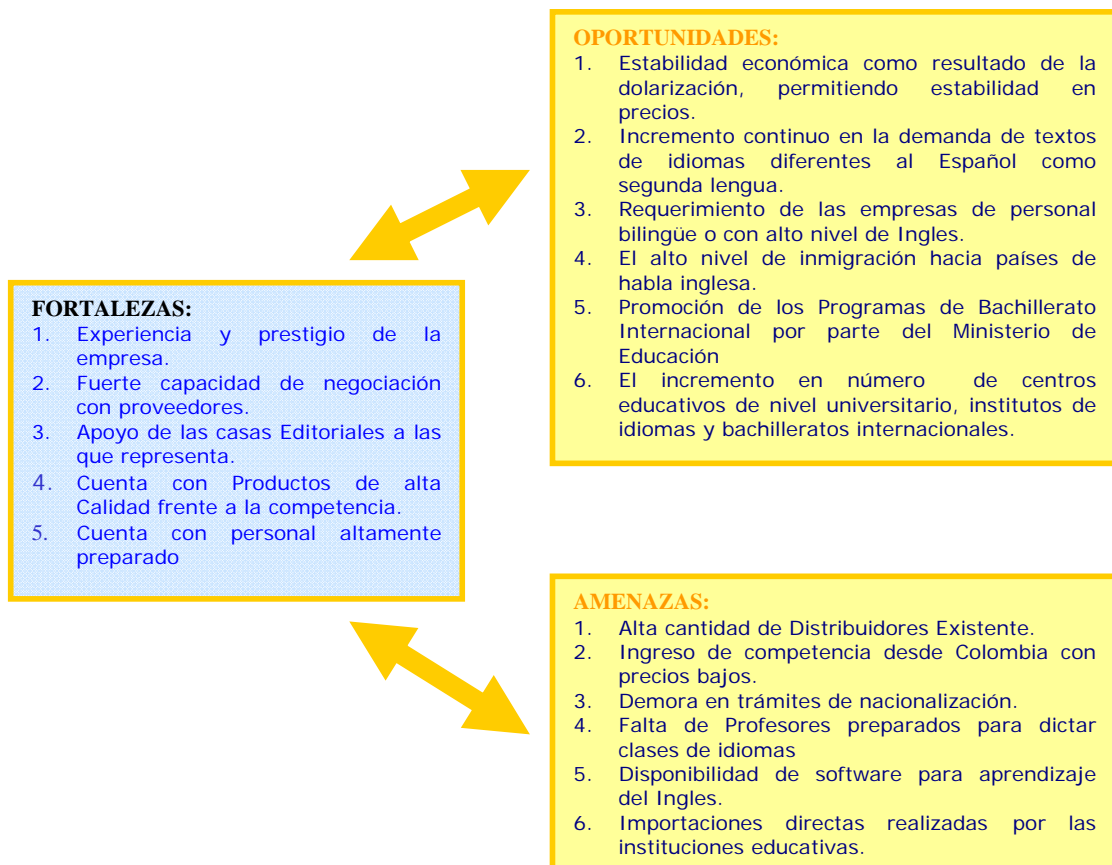 OPORTUNIDADES:
1. Estabilidad económica como resultado de la
dolarización, permitiendo estabilidad en
precios.
2. Incremento continuo en la demanda de textos
de idiomas diferentes al Español como
segunda lengua.
3. Requerimiento de las empresas de personal
bilingüe o con alto nivel de Ingles.
4. El alto nivel de inmigración hacia países de
habla inglesa.
5. Promoción de los Programas de Bachillerato
Internacional por parte del Ministerio de
Educación
6. El incremento en número de centros
educativos de nivel universitario, institutos de
idiomas y bachilleratos internacionales.
FORTALEZAS:
1. Experiencia y prestigio de la
empresa.
2. Fuerte capacidad de negociación
con proveedores.
3. Apoyo de las casas Editoriales a las
que representa.
4. Cuenta con Productos de alta
Calidad frente a la competencia.
5. Cuenta con personal altamente
preparado
AMENAZAS:
1. Alta cantidad de Distribuidores Existente.
2. Ingreso de competencia desde Colombia con
precios bajos.
3. Demora en trámites de nacionalización.
4. Falta de Profesores preparados para dictar
clases de idiomas
5. Disponibilidad de software para aprendizaje
del Ingles.
6. Importaciones directas realizadas por las
instituciones educativas.